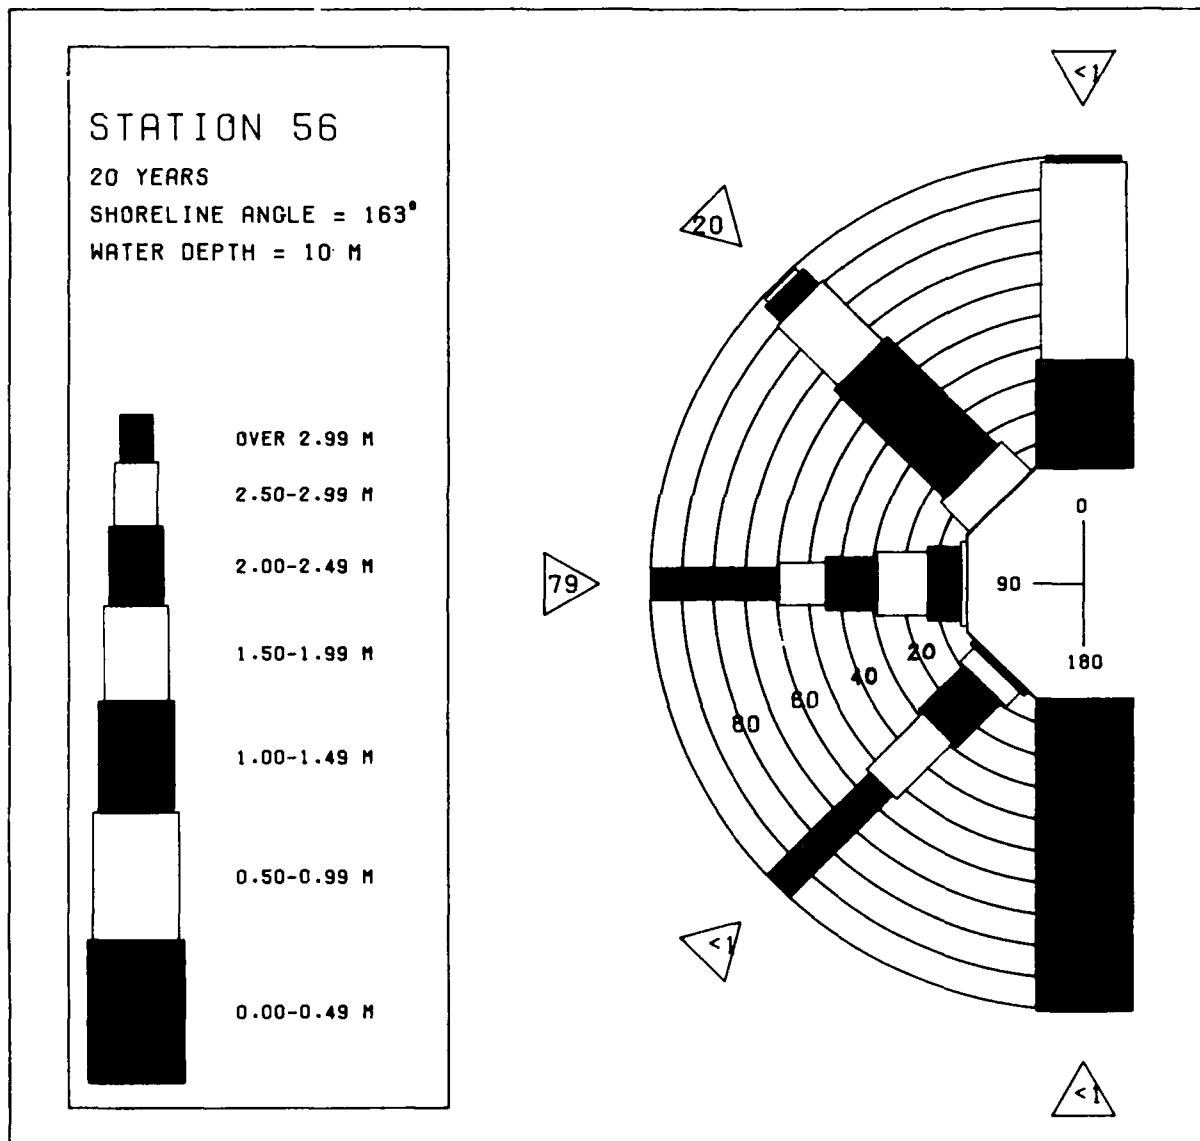 STATION 56
20 YEARS
SHORELINE ANGLE = 163°
WATER DEPTH = 10 M
OVER 2.99 M
2.50-2.99 M
2.00-2.49 M
1.50-1.99 M
1.00-1.49 M
0.50-0.99 M
0.00-0.49 M
<1
20
79
<1
<1
0
90
180
20
40
60
80